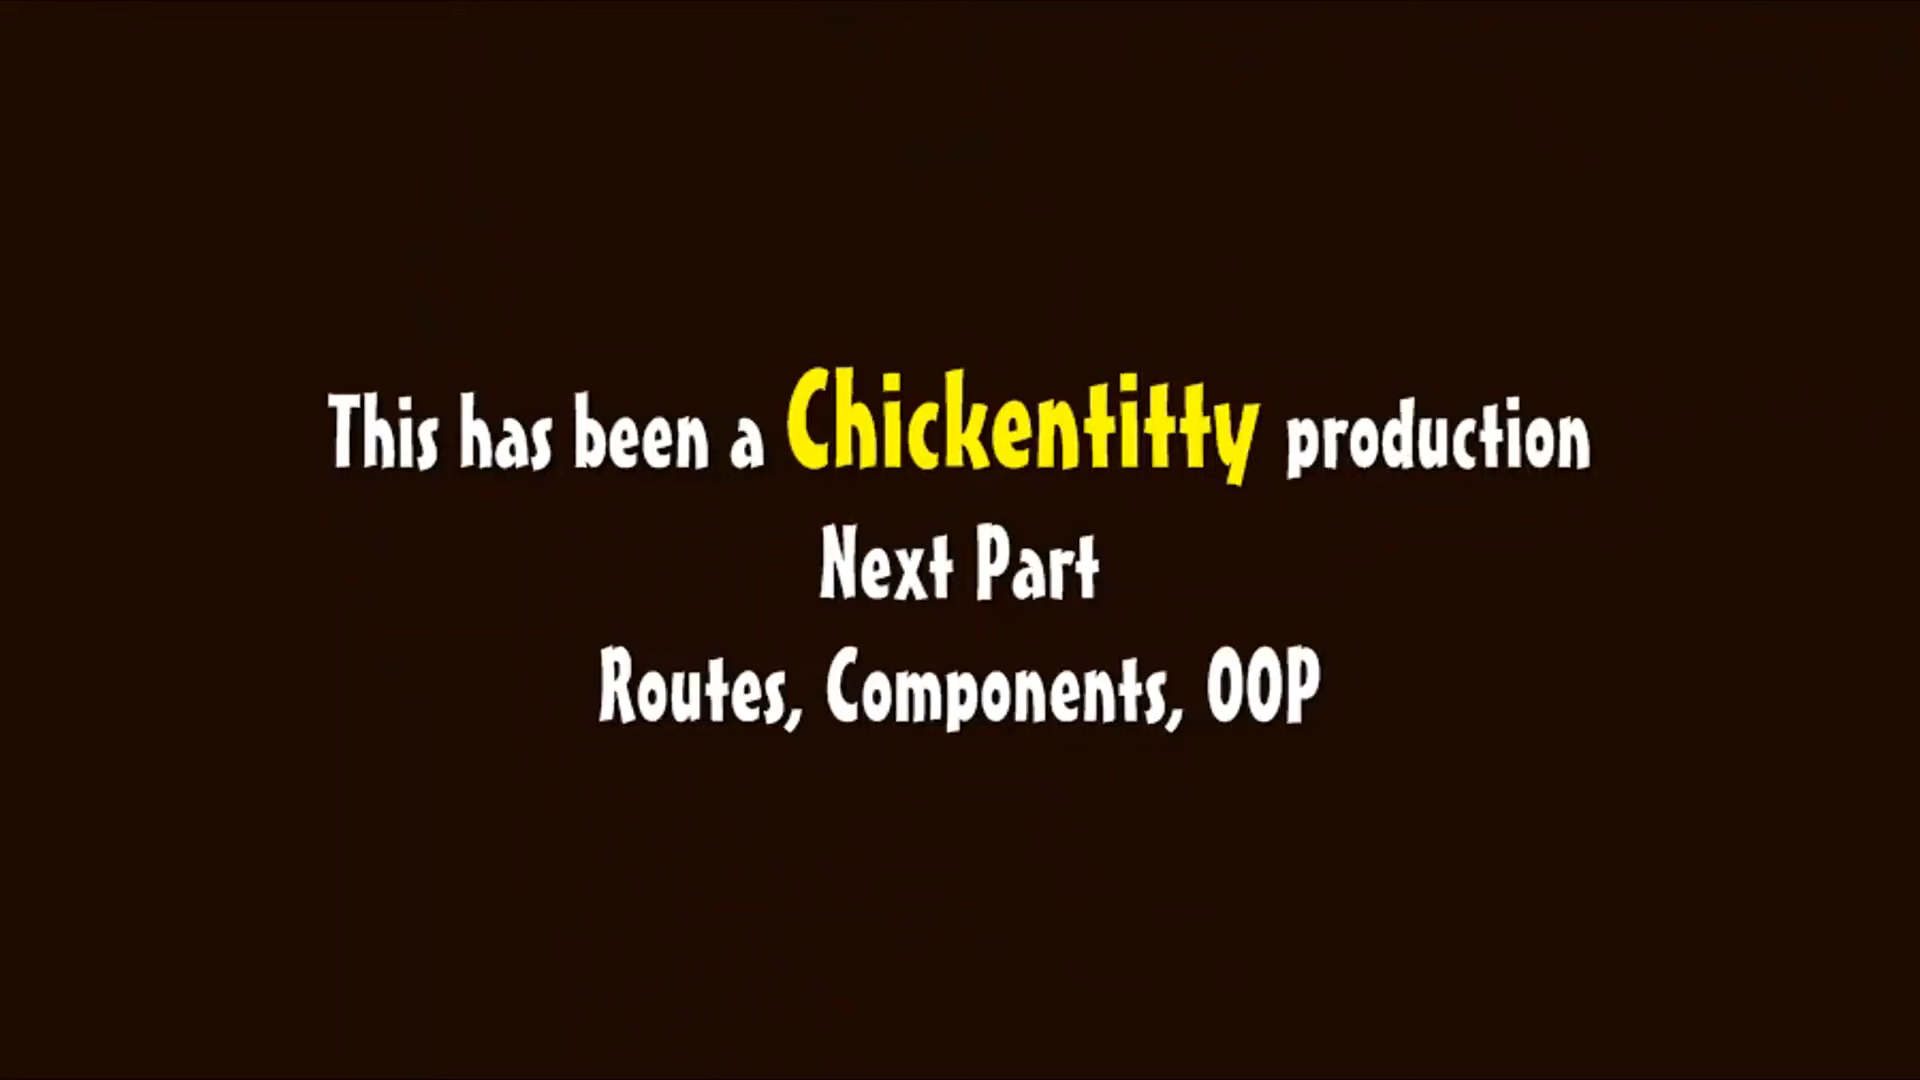 This has been a Chickentitty production
Next Part
Routes, Components, OOP